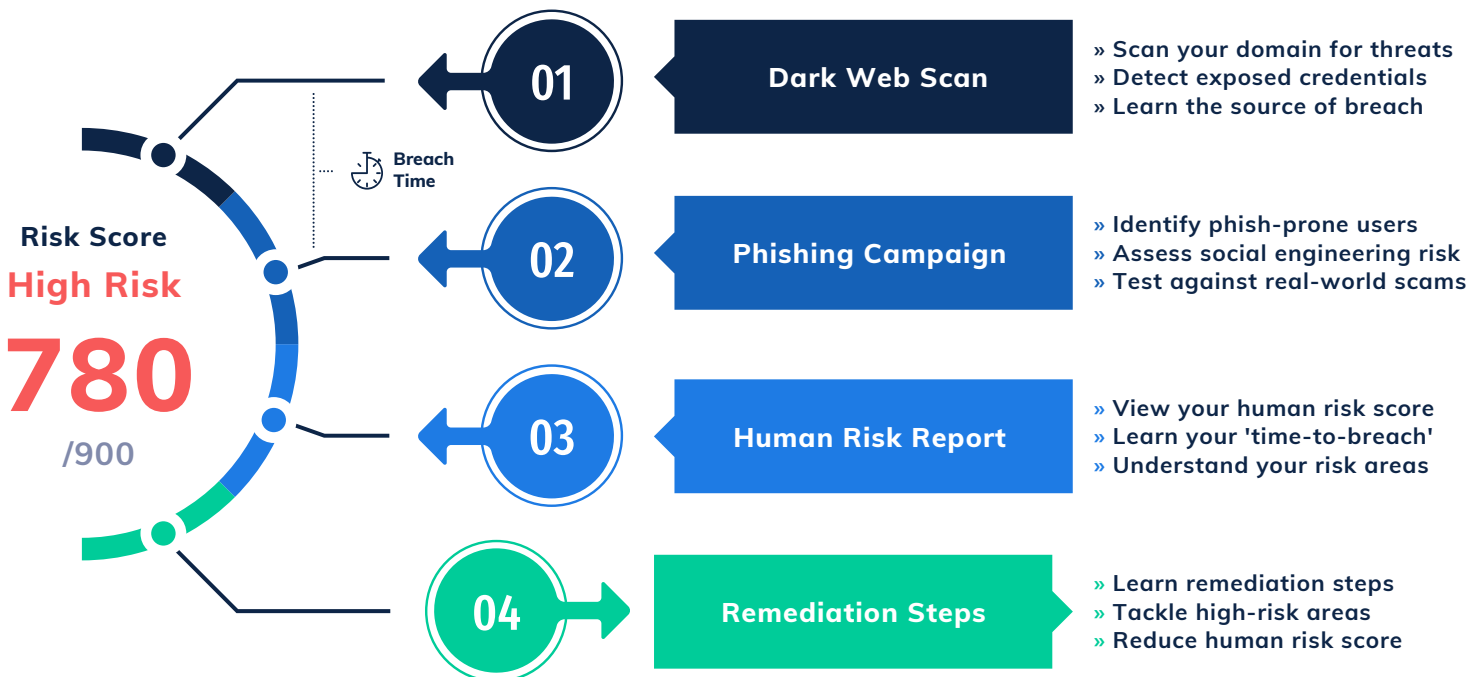 Risk Score
High Risk
780
/900
Breach
Time
01
Dark Web Scan
» Scan your domain for threats
» Detect exposed credentials
» Learn the source of breach
02
Phishing Campaign
» Identify phish-prone users
» Assess social engineering risk
» Test against real-world scams
03
Human Risk Report
» View your human risk score
» Learn your 'time-to-breach'
» Understand your risk areas
04
Remediation Steps
» Learn remediation steps
» Tackle high-risk areas
» Reduce human risk score